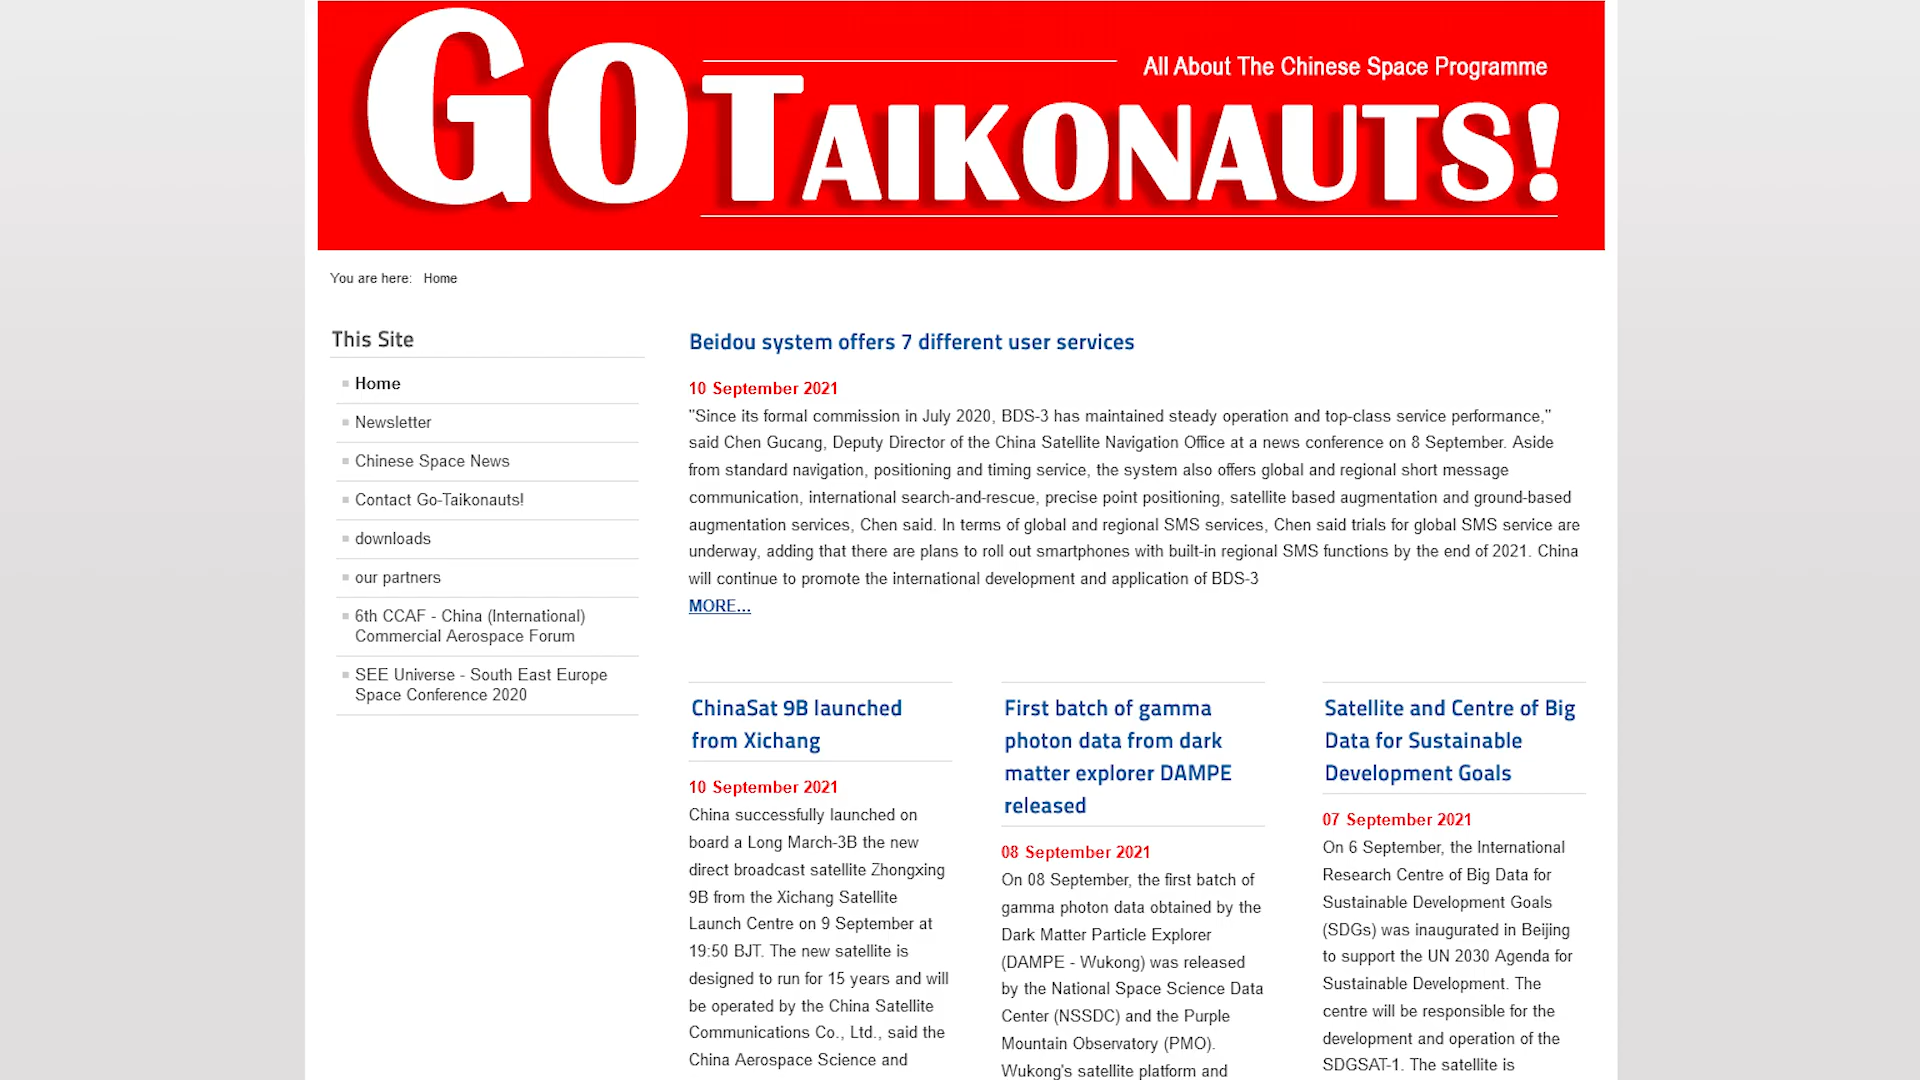 GO TAIKONAUTS!
All About The Chinese Space Programme
You are here: Home
This Site
Home
Newsletter
Chinese Space News
Contact Go-Taikonauts!
downloads
our partners
6th CCAF - China (International)
Commercial Aerospace Forum
SEE Universe - South East Europe
Space Conference 2020
Beidou system offers 7 different user services
10 September 2021
"Since its formal commission in July 2020, BDS-3 has maintained steady operation and top-class service performance,"
said Chen Gucang, Deputy Director of the China Satellite Navigation Office at a news conference on 8 September. Aside
from standard navigation, positioning and timing service, the system also offers global and regional short message
communication, international search-and-rescue, precise point positioning, satellite based augmentation and ground-based
augmentation services, Chen said. In terms of global and regional SMS services, Chen said trials for global SMS service are
underway, adding that there are plans to roll out smartphones with built-in regional SMS functions by the end of 2021. China
will continue to promote the international development and application of BDS-3
MORE...
ChinaSat 9B launched
from Xichang
10 September 2021
China successfully launched on
board a Long March-3B the new
direct broadcast satellite Zhongxing
9B from the Xichang Satellite
Launch Centre on 9 September at
19:50 BJT. The new satellite is
designed to run for 15 years and will
be operated by the China Satellite
Communications Co., Ltd., said the
China Aerospace Science and
First batch of gamma
photon data from dark
matter explorer DAMPE
released
08 September 2021
On 08 September, the first batch of
gamma photon data obtained by the
Dark Matter Particle Explorer
(DAMPE - Wukong) was released
by the National Space Science Data
Center (NSSDC) and the Purple
Mountain Observatory (PMO).
Wukong's satellite platform and
Satellite and Centre of Big
Data for Sustainable
Development Goals
07 September 2021
On 6 September, the International
Research Centre of Big Data for
Sustainable Development Goals
(SDGs) was inaugurated in Beijing
to support the UN 2030 Agenda for
Sustainable Development. The
centre will be responsible for the
development and operation of the
SDGSAT-1. The satellite is